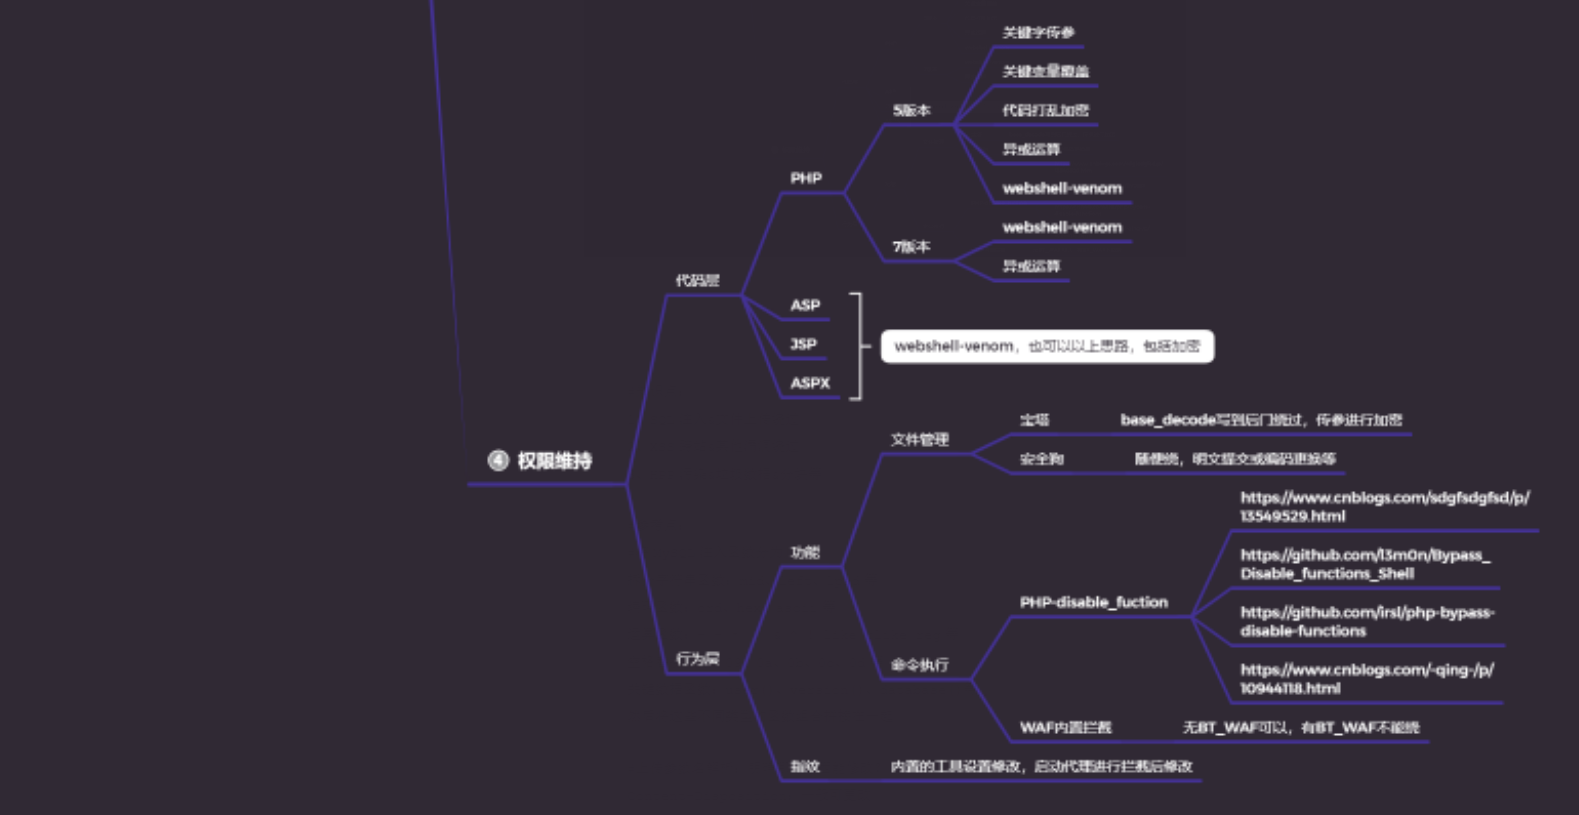 关键字传参
关键变量覆盖
5版本
代码打乱加密
异或运算
PHP
webshell-venom
webshell-venom
7版本
异或运算
代码层
ASP
JSP
webshell-venom，也可以以上思路，包括加密
ASPX
宝塔
base_decode写到后门绕过，传参进行加密
文件管理
安全狗
随便绕，明文提交或编码更换等
④ 权限维持
https://www.cnblogs.com/sdgfsdgfsd/p/
13549529.html
功能
https://github.com/l3m0n/Bypass_
Disable_functions_Shell
PHP-disable_fuction
https://github.com/irsl/php-bypass-
disable-functions
行为层
命令执行
https://www.cnblogs.com/-qing-/p/
10944118.html
WAF内置拦截
无BT_WAF可以，有BT_WAF不能绕
指纹
内置的工具设置修改，启动代理进行拦截后修改